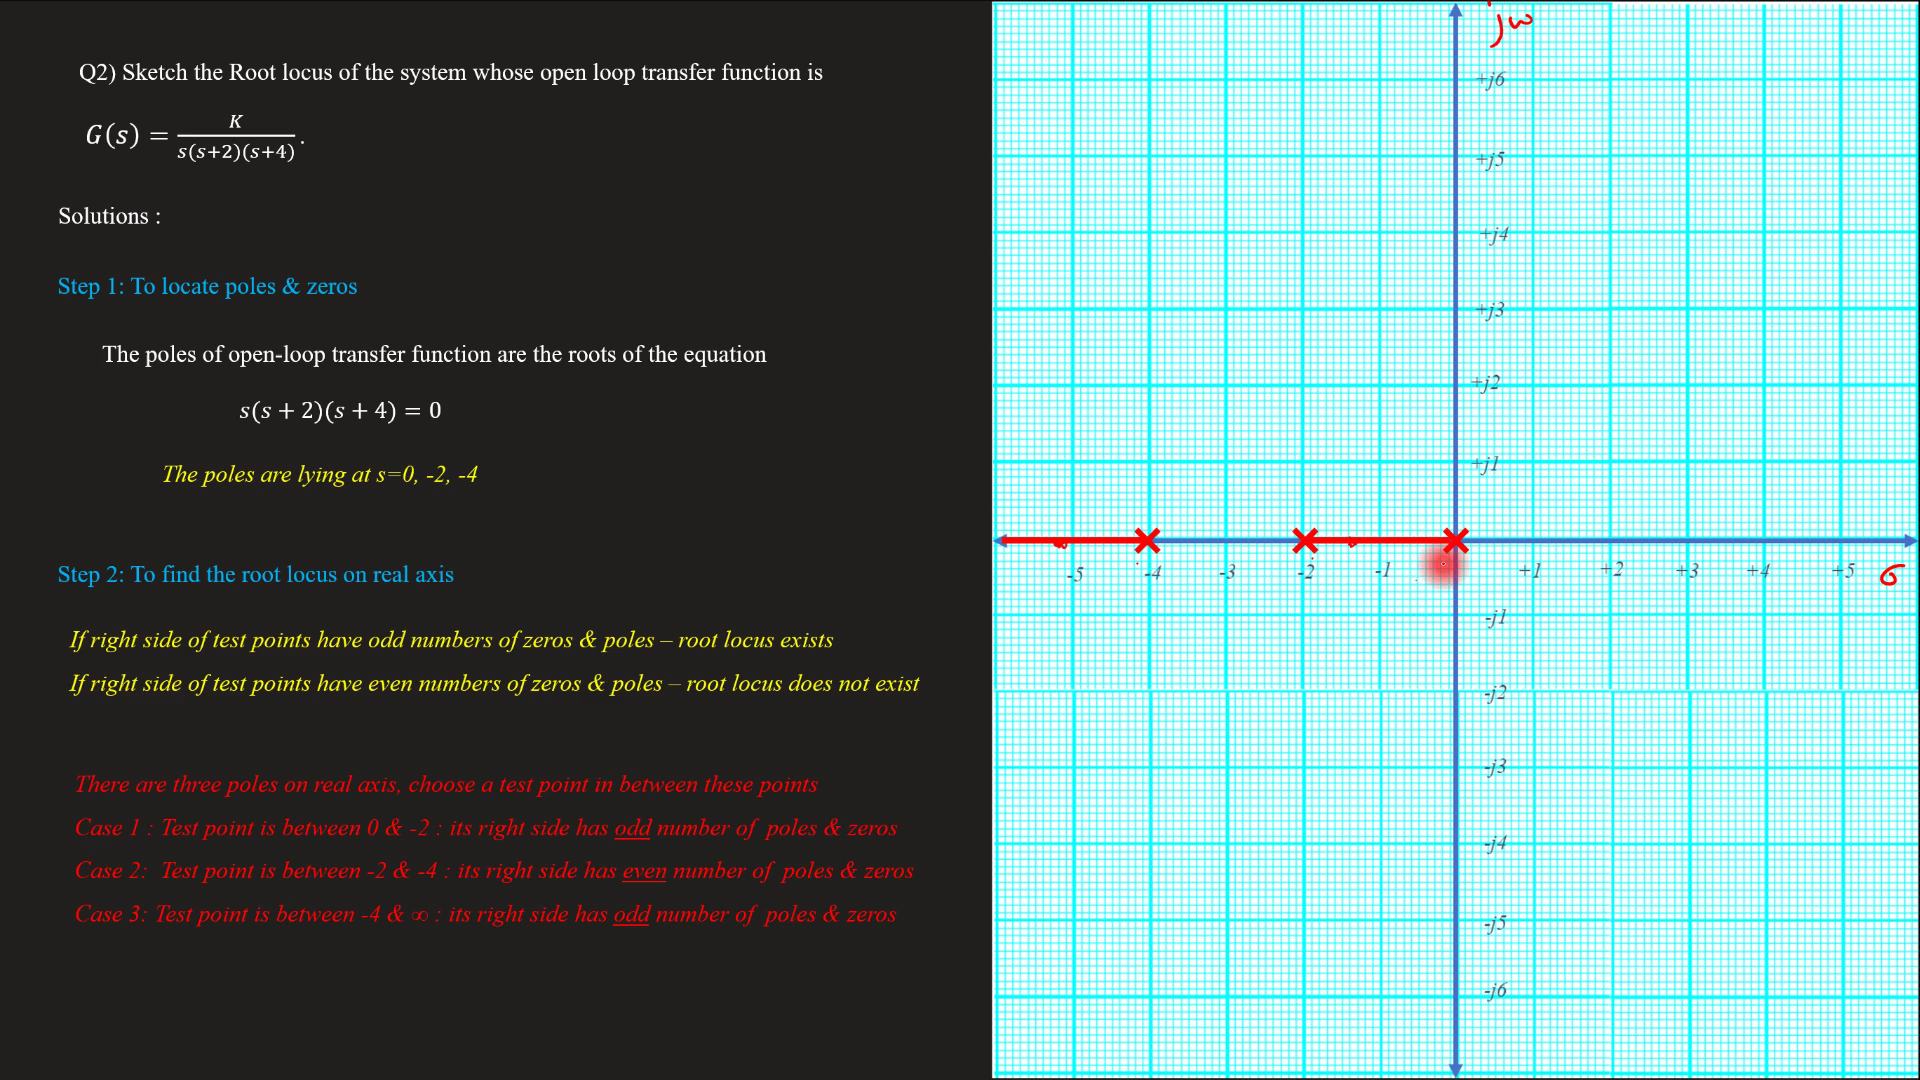 Q2) Sketch the Root locus of the system whose open loop transfer function is
G(s) = K / s(s+2)(s+4) .
Solutions :
Step 1: To locate poles & zeros
The poles of open-loop transfer function are the roots of the equation
s(s + 2)(s + 4) = 0
The poles are lying at s=0, -2, -4
Step 2: To find the root locus on real axis
If right side of test points have odd numbers of zeros & poles – root locus exists
If right side of test points have even numbers of zeros & poles – root locus does not exist
There are three poles on real axis, choose a test point in between these points
Case 1 : Test point is between 0 & -2 : its right side has odd number of poles & zeros
Case 2: Test point is between -2 & -4 : its right side has even number of poles & zeros
Case 3: Test point is between -4 & ∞ : its right side has odd number of poles & zeros
jω
+j6
+j5
+j4
+j3
+j2
+j1
-5 -4 -3 -2 -1 +1 +2 +3 +4 +5 σ
-j1
-j2
-j3
-j4
-j5
-j6